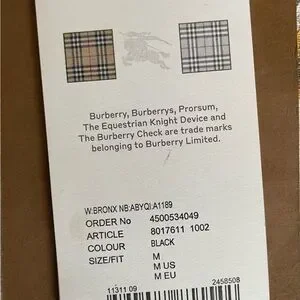 Burberry, Burberrys, Prorsum,
The Equestrian Knight Device and
The Burberry Check are trade marks
belonging to Burberry Limited.
W:BRONX NB:ABYQI:A1189
ORDER No 4500534049
ARTICLE 8017611 1002
COLOUR BLACK
SIZE/FIT M
M US
M EU
11311 09 2458508